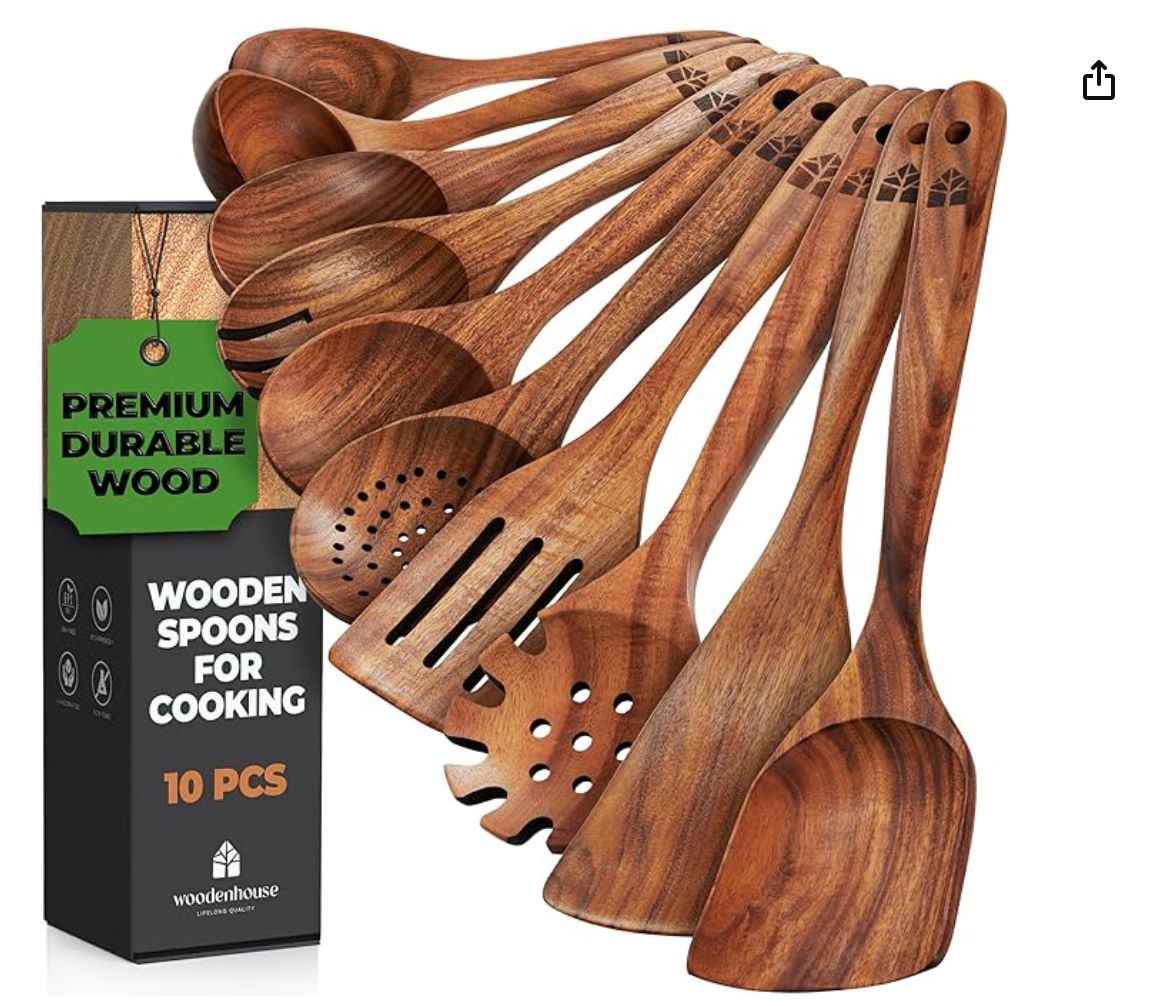 PREMIUM
DURABLE
WOOD
WOODEN
SPOONS
FOR
COOKING
10 PCS
woodenhouse
LIFELONG QUALITY